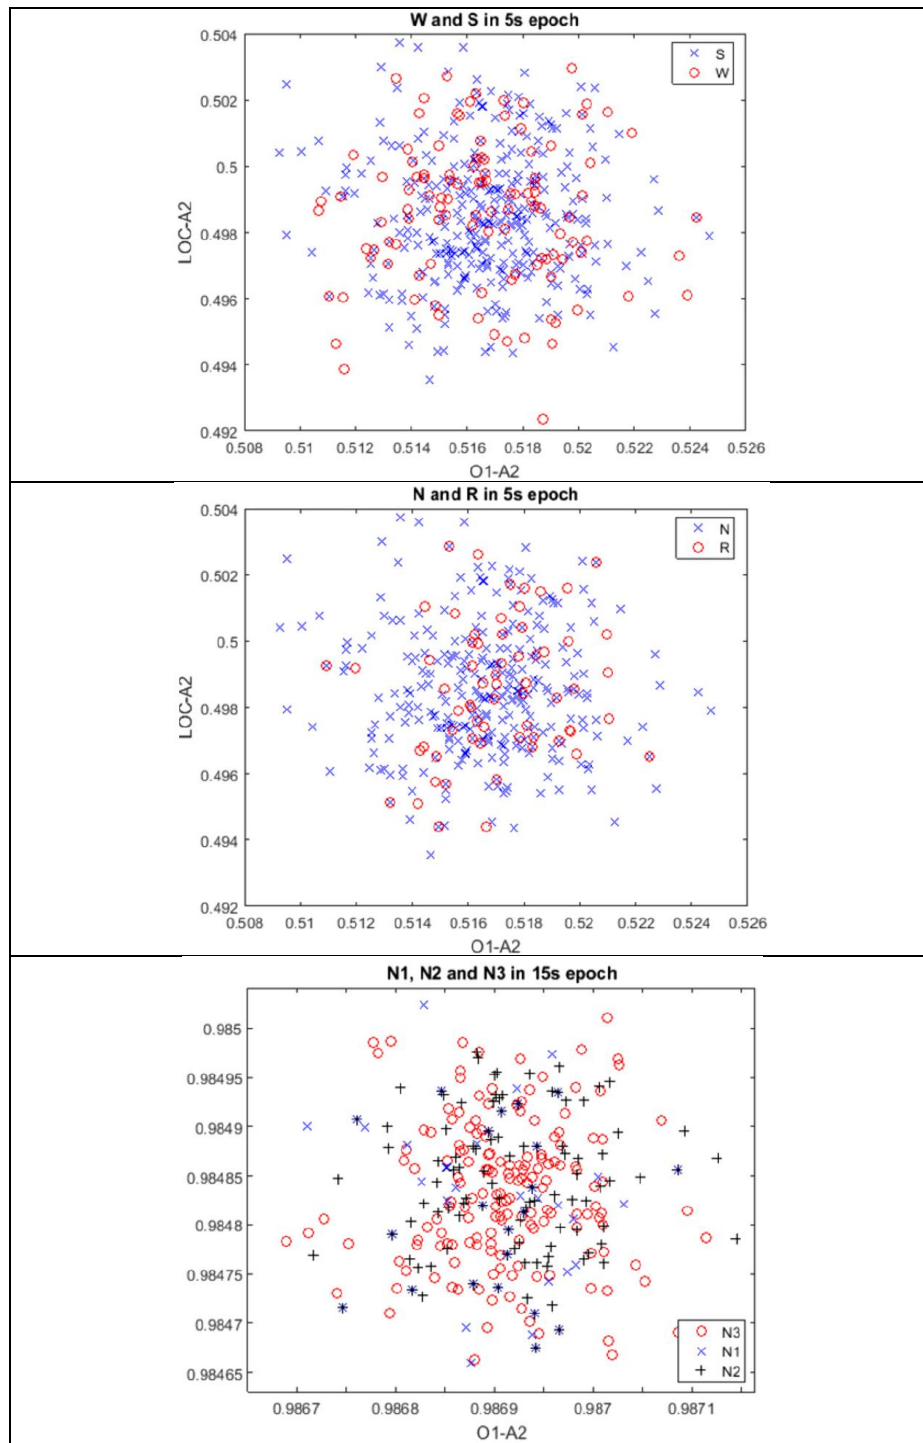 W and S in 5s epoch
0.504
0.502
0.5
0.498
0.496
0.494
0.492
LOC-A2
S
W
0.508 0.51 0.512 0.514 0.516 0.518 0.52 0.522 0.524 0.526
O1-A2
N and R in 5s epoch
0.504
0.502
0.5
0.498
0.496
0.494
0.492
LOC-A2
N
R
0.508 0.51 0.512 0.514 0.516 0.518 0.52 0.522 0.524 0.526
O1-A2
N1, N2 and N3 in 15s epoch
0.985
0.98495
0.9849
0.98485
0.9848
0.98475
0.9847
0.98465
N3
N1
N2
0.9867 0.9868 0.9869 0.987 0.9871
O1-A2